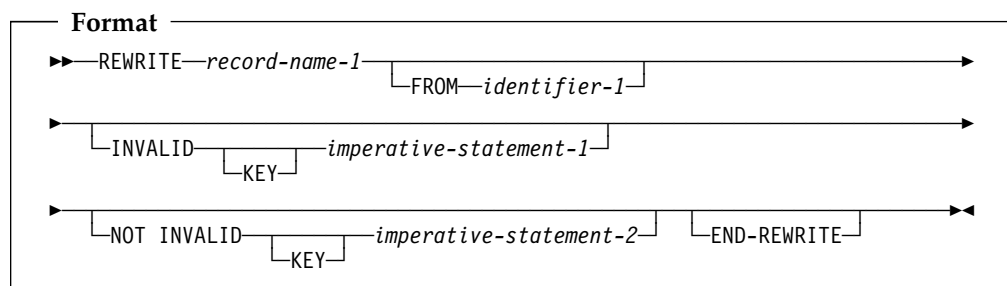 Format
REWRITE record-name-1
FROM identifier-1
INVALID imperative-statement-1
KEY
NOT INVALID imperative-statement-2 END-REWRITE
KEY